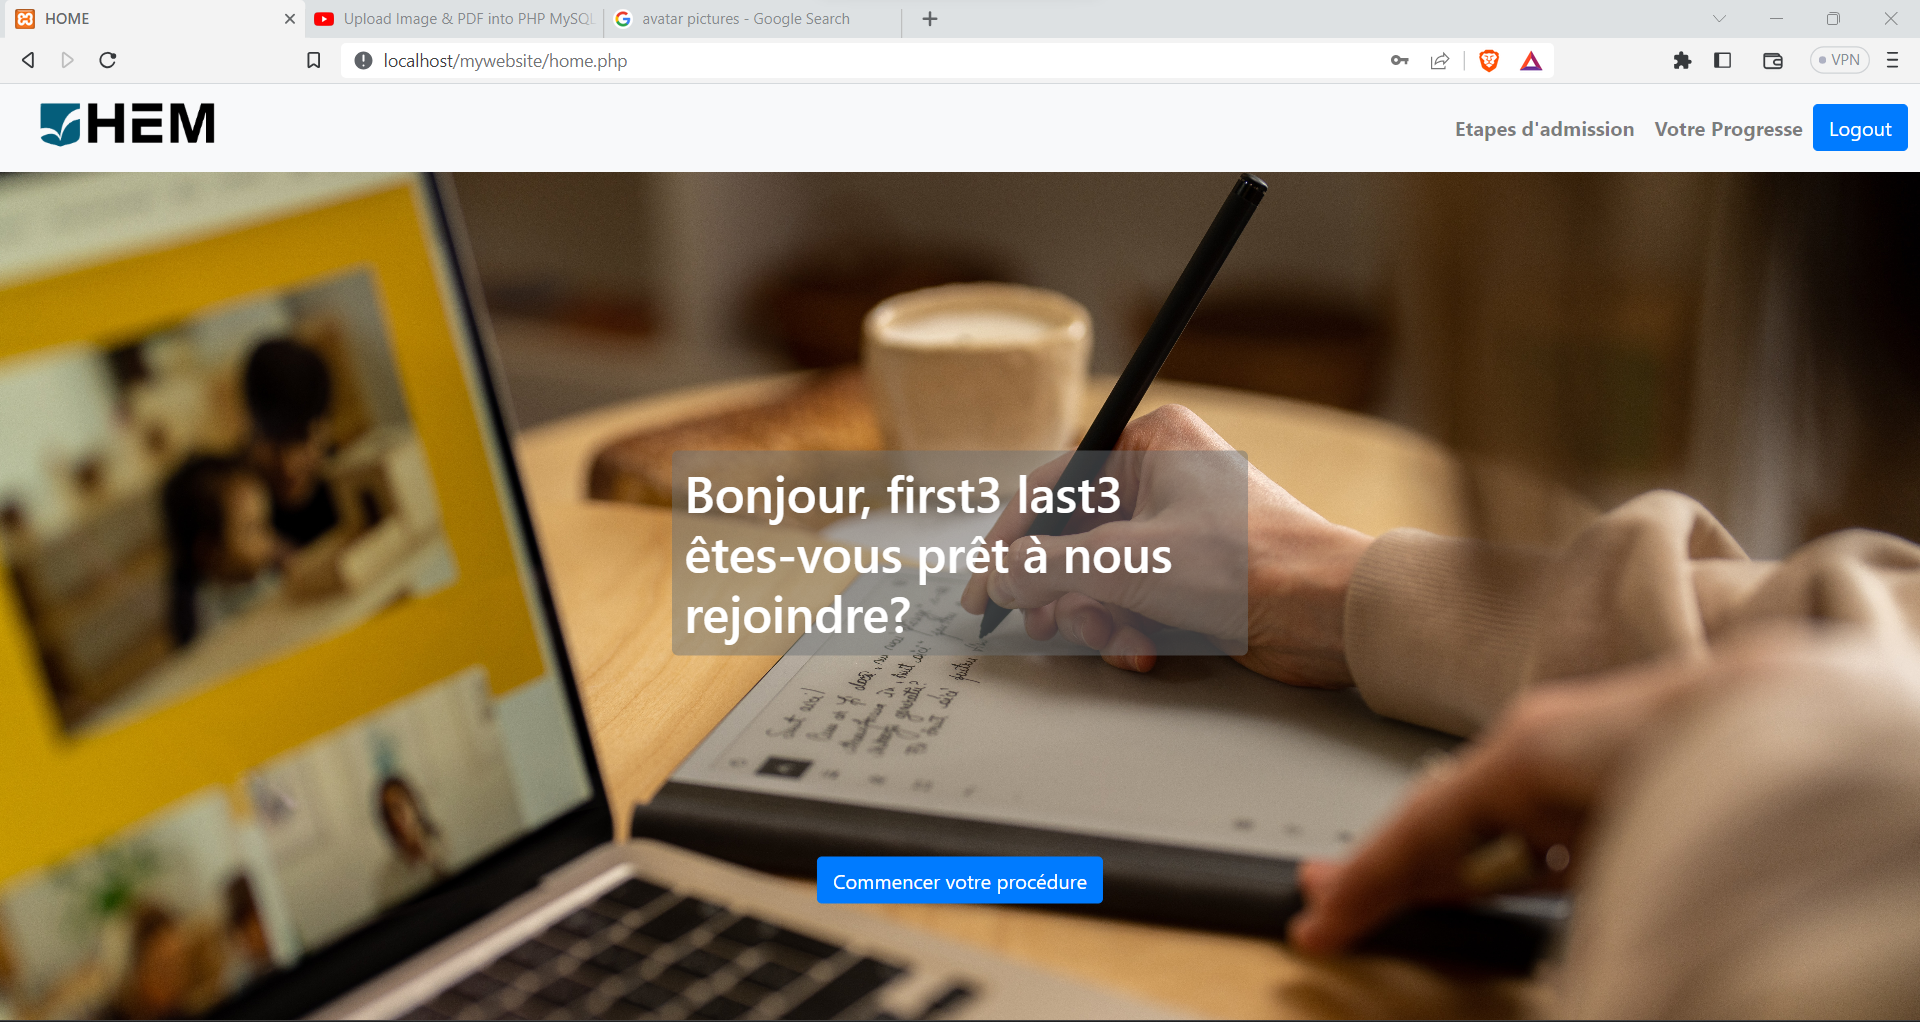 HOME
Upload Image & PDF into PHP MySQL
avatar pictures - Google Search
localhost/mywebsite/home.php
VPN
HEM
Etapes d'admission
Votre Progresse
Logout
Bonjour, first3 last3
êtes-vous prêt à nous
rejoindre?
Commencer votre procédure